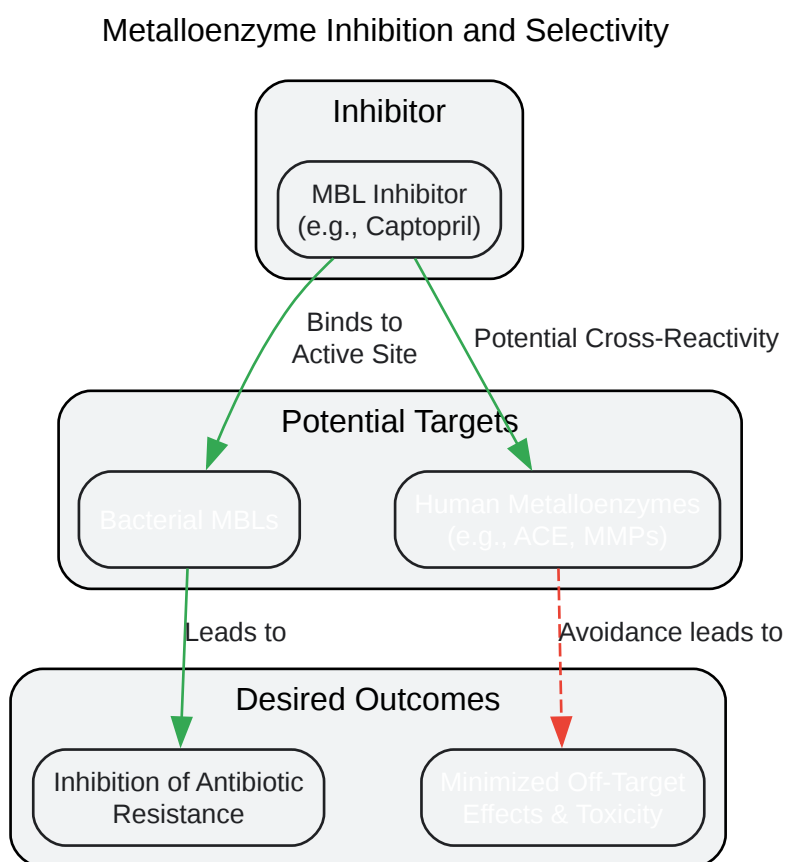 Metalloenzyme Inhibition and Selectivity
Inhibitor
MBL Inhibitor
(e.g., Captopril)
Binds to
Active Site
Potential Cross-Reactivity
Potential Targets
Bacterial MBLs
Human Metalloenzymes
(e.g., ACE, MMPs)
Leads to
Avoidance leads to
Desired Outcomes
Inhibition of Antibiotic
Resistance
Minimized Off-Target
Effects & Toxicity